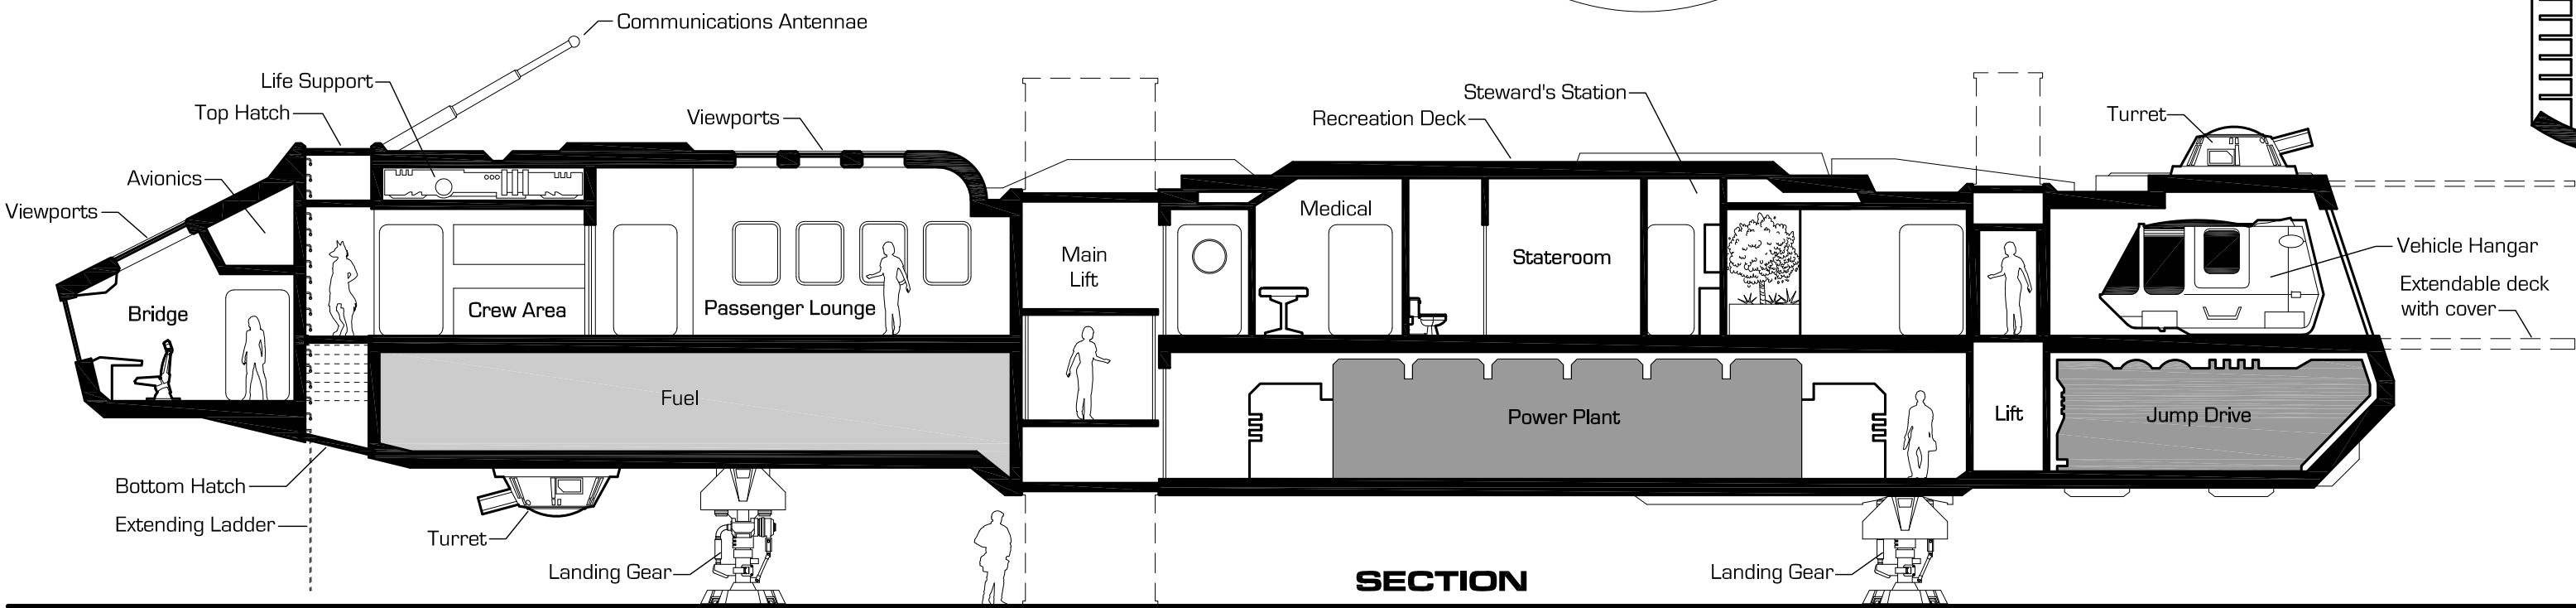 Communications Antennae
Life Support
Top Hatch
Viewports
Steward's Station
Recreation Deck
Turret
Avionics
Viewports
Medical
Main
Lift
Stateroom
Vehicle Hangar
Extendable deck
with cover
Bridge
Crew Area
Passenger Lounge
Fuel
Power Plant
Lift
Jump Drive
Bottom Hatch
Extending Ladder
Turret
Landing Gear
SECTION
Landing Gear